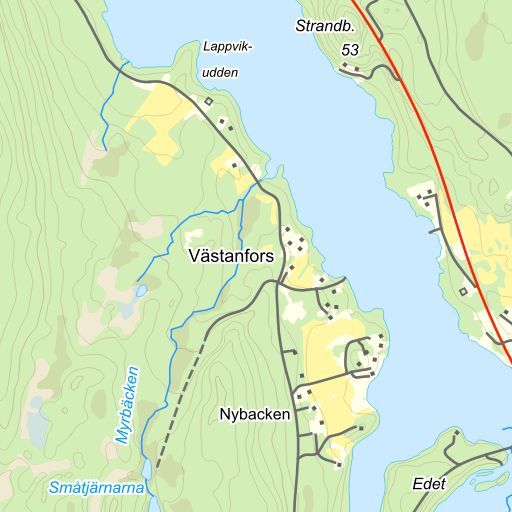 Strandb.
53
Lappvik-
udden
Västanfors
Myrbäcken
Nybacken
Småtjärnarna
Edet